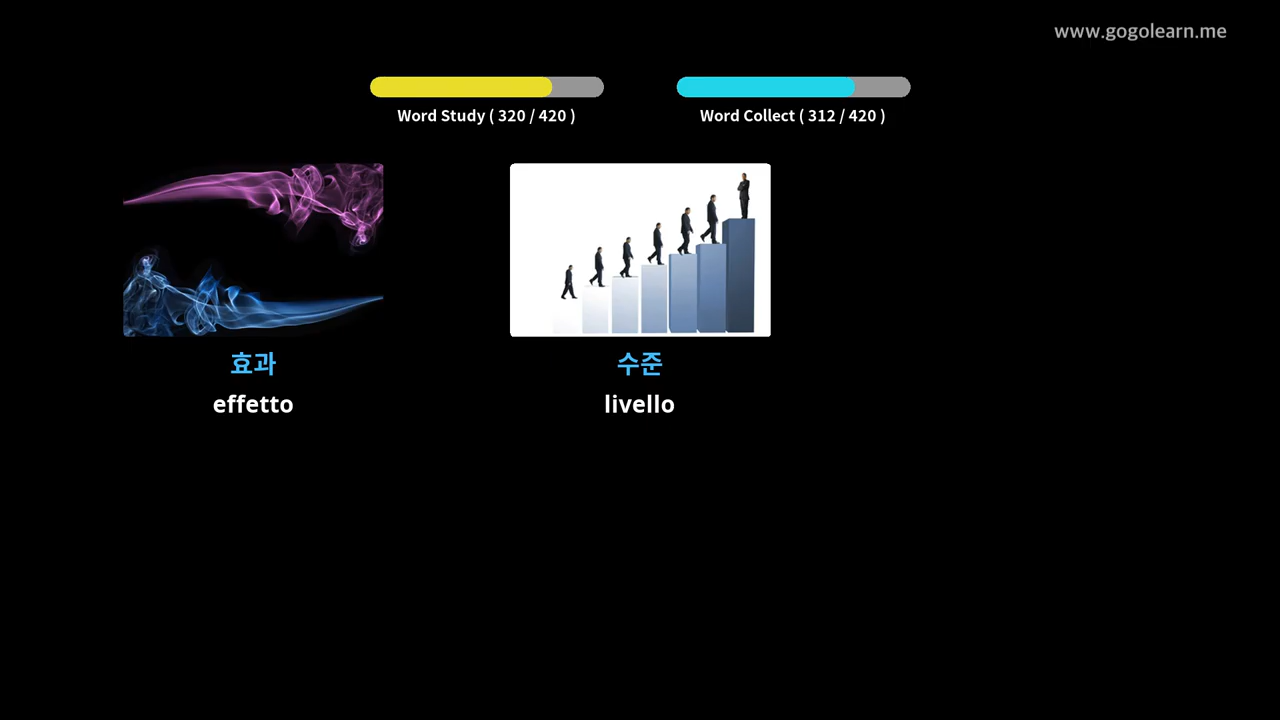 www.gogolearn.me
Word Study ( 320 / 420 )
Word Collect ( 312 / 420 )
효과
effetto
수준
livello